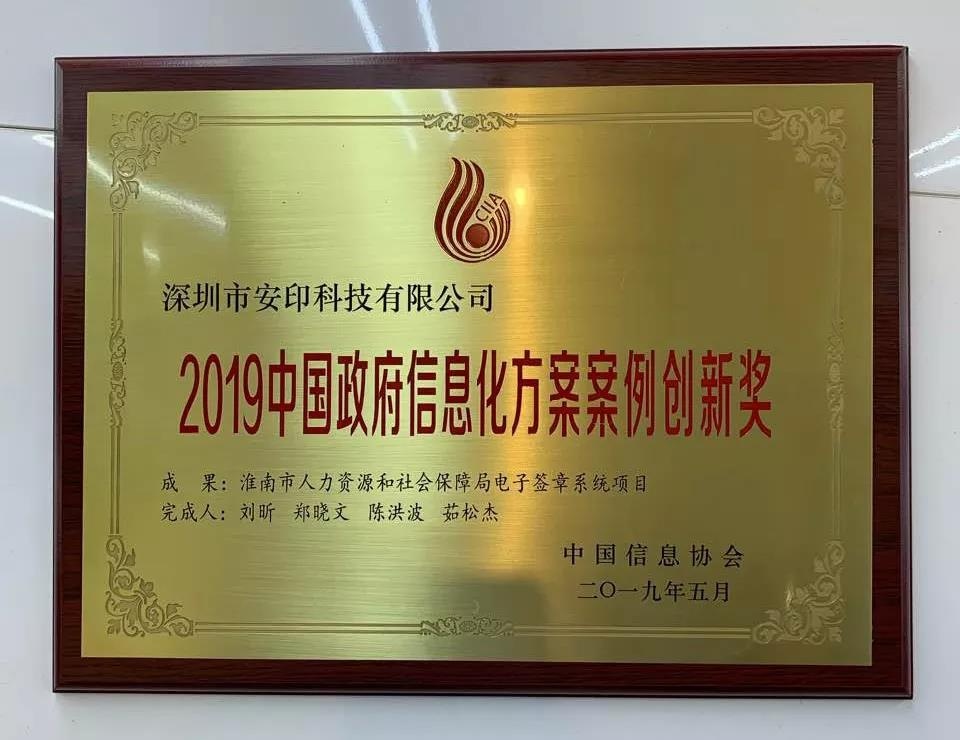 CIIA
深圳市安印科技有限公司
2019中国政府信息化方案案例创新奖
成 果：淮南市人力资源和社会保障局电子签章系统项目
完成人：刘昕 郑晓文 陈洪波 茹松杰
中国信息协会
二〇一九年五月